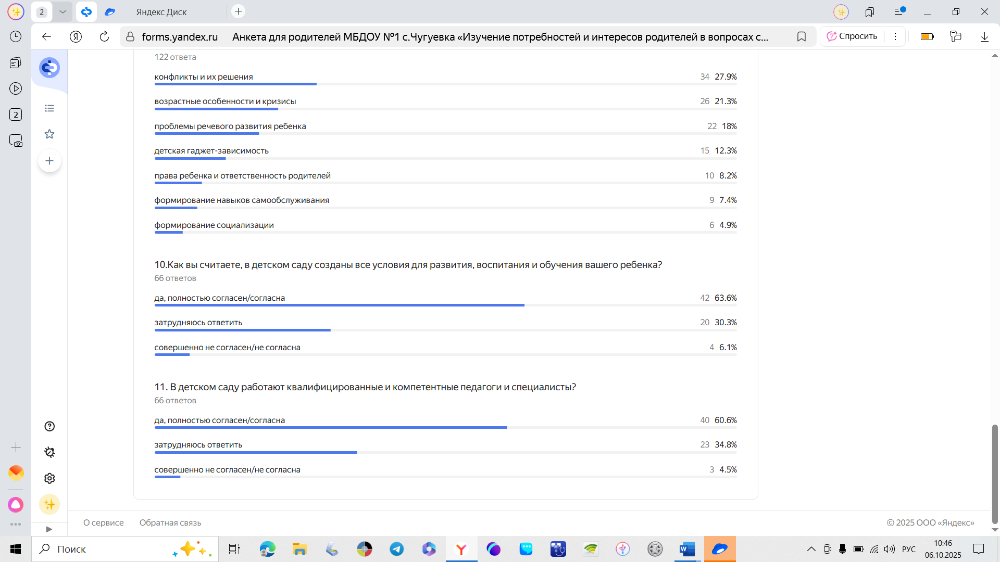 2
Яндекс Диск
forms.yandex.ru Анкета для родителей МБДОУ №1 с.Чугуевка «Изучение потребностей и интересов родителей в вопросах с...
Спросить
2
122 ответа
конфликты и их решения 34 27.9%
возрастные особенности и кризисы 26 21.3%
проблемы речевого развития ребенка 22 18%
детская гаджет-зависимость 15 12.3%
права ребенка и ответственность родителей 10 8.2%
формирование навыков самообслуживания 9 7.4%
формирование социализации 6 4.9%
10.Как вы считаете, в детском саду созданы все условия для развития, воспитания и обучения вашего ребенка?
66 ответов
да, полностью согласен/согласна 42 63.6%
затрудняюсь ответить 20 30.3%
совершенно не согласен/не согласна 4 6.1%
11. В детском саду работают квалифицированные и компетентные педагоги и специалисты?
66 ответов
да, полностью согласен/согласна 40 60.6%
затрудняюсь ответить 23 34.8%
совершенно не согласен/не согласна 3 4.5%
О сервисе Обратная связь © 2025 ООО «Яндекс»
Поиск
РУС
10:46
06.10.2025